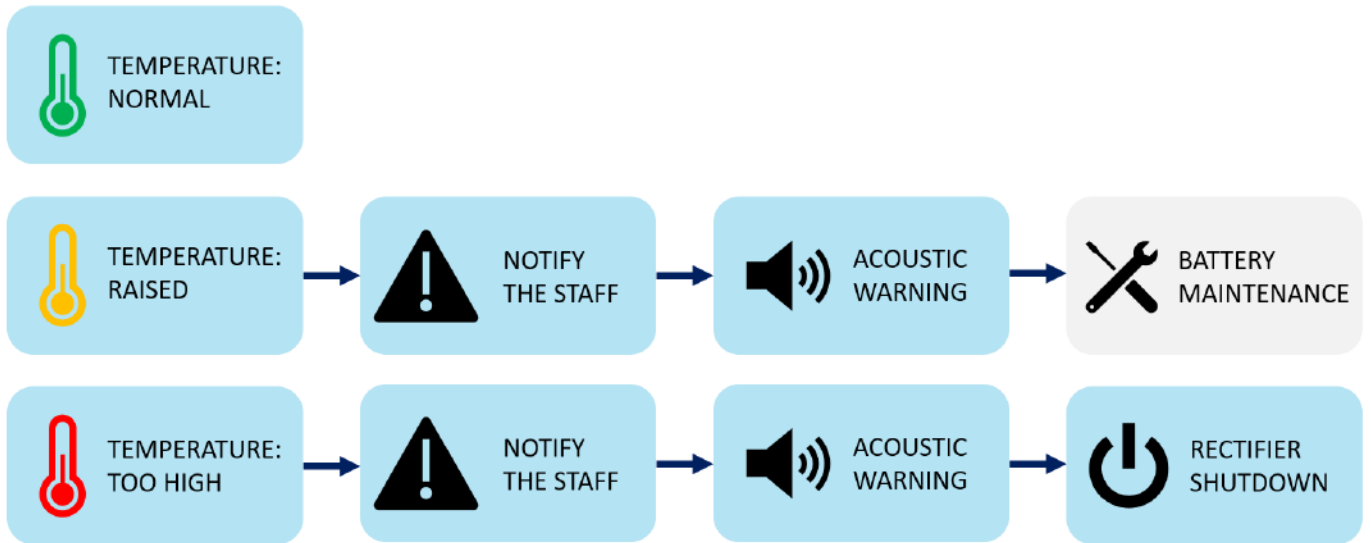 TEMPERATURE:
NORMAL
TEMPERATURE:
RAISED
NOTIFY
THE STAFF
ACOUSTIC
WARNING
BATTERY
MAINTENANCE
TEMPERATURE:
TOO HIGH
NOTIFY
THE STAFF
ACOUSTIC
WARNING
RECTIFIER
SHUTDOWN